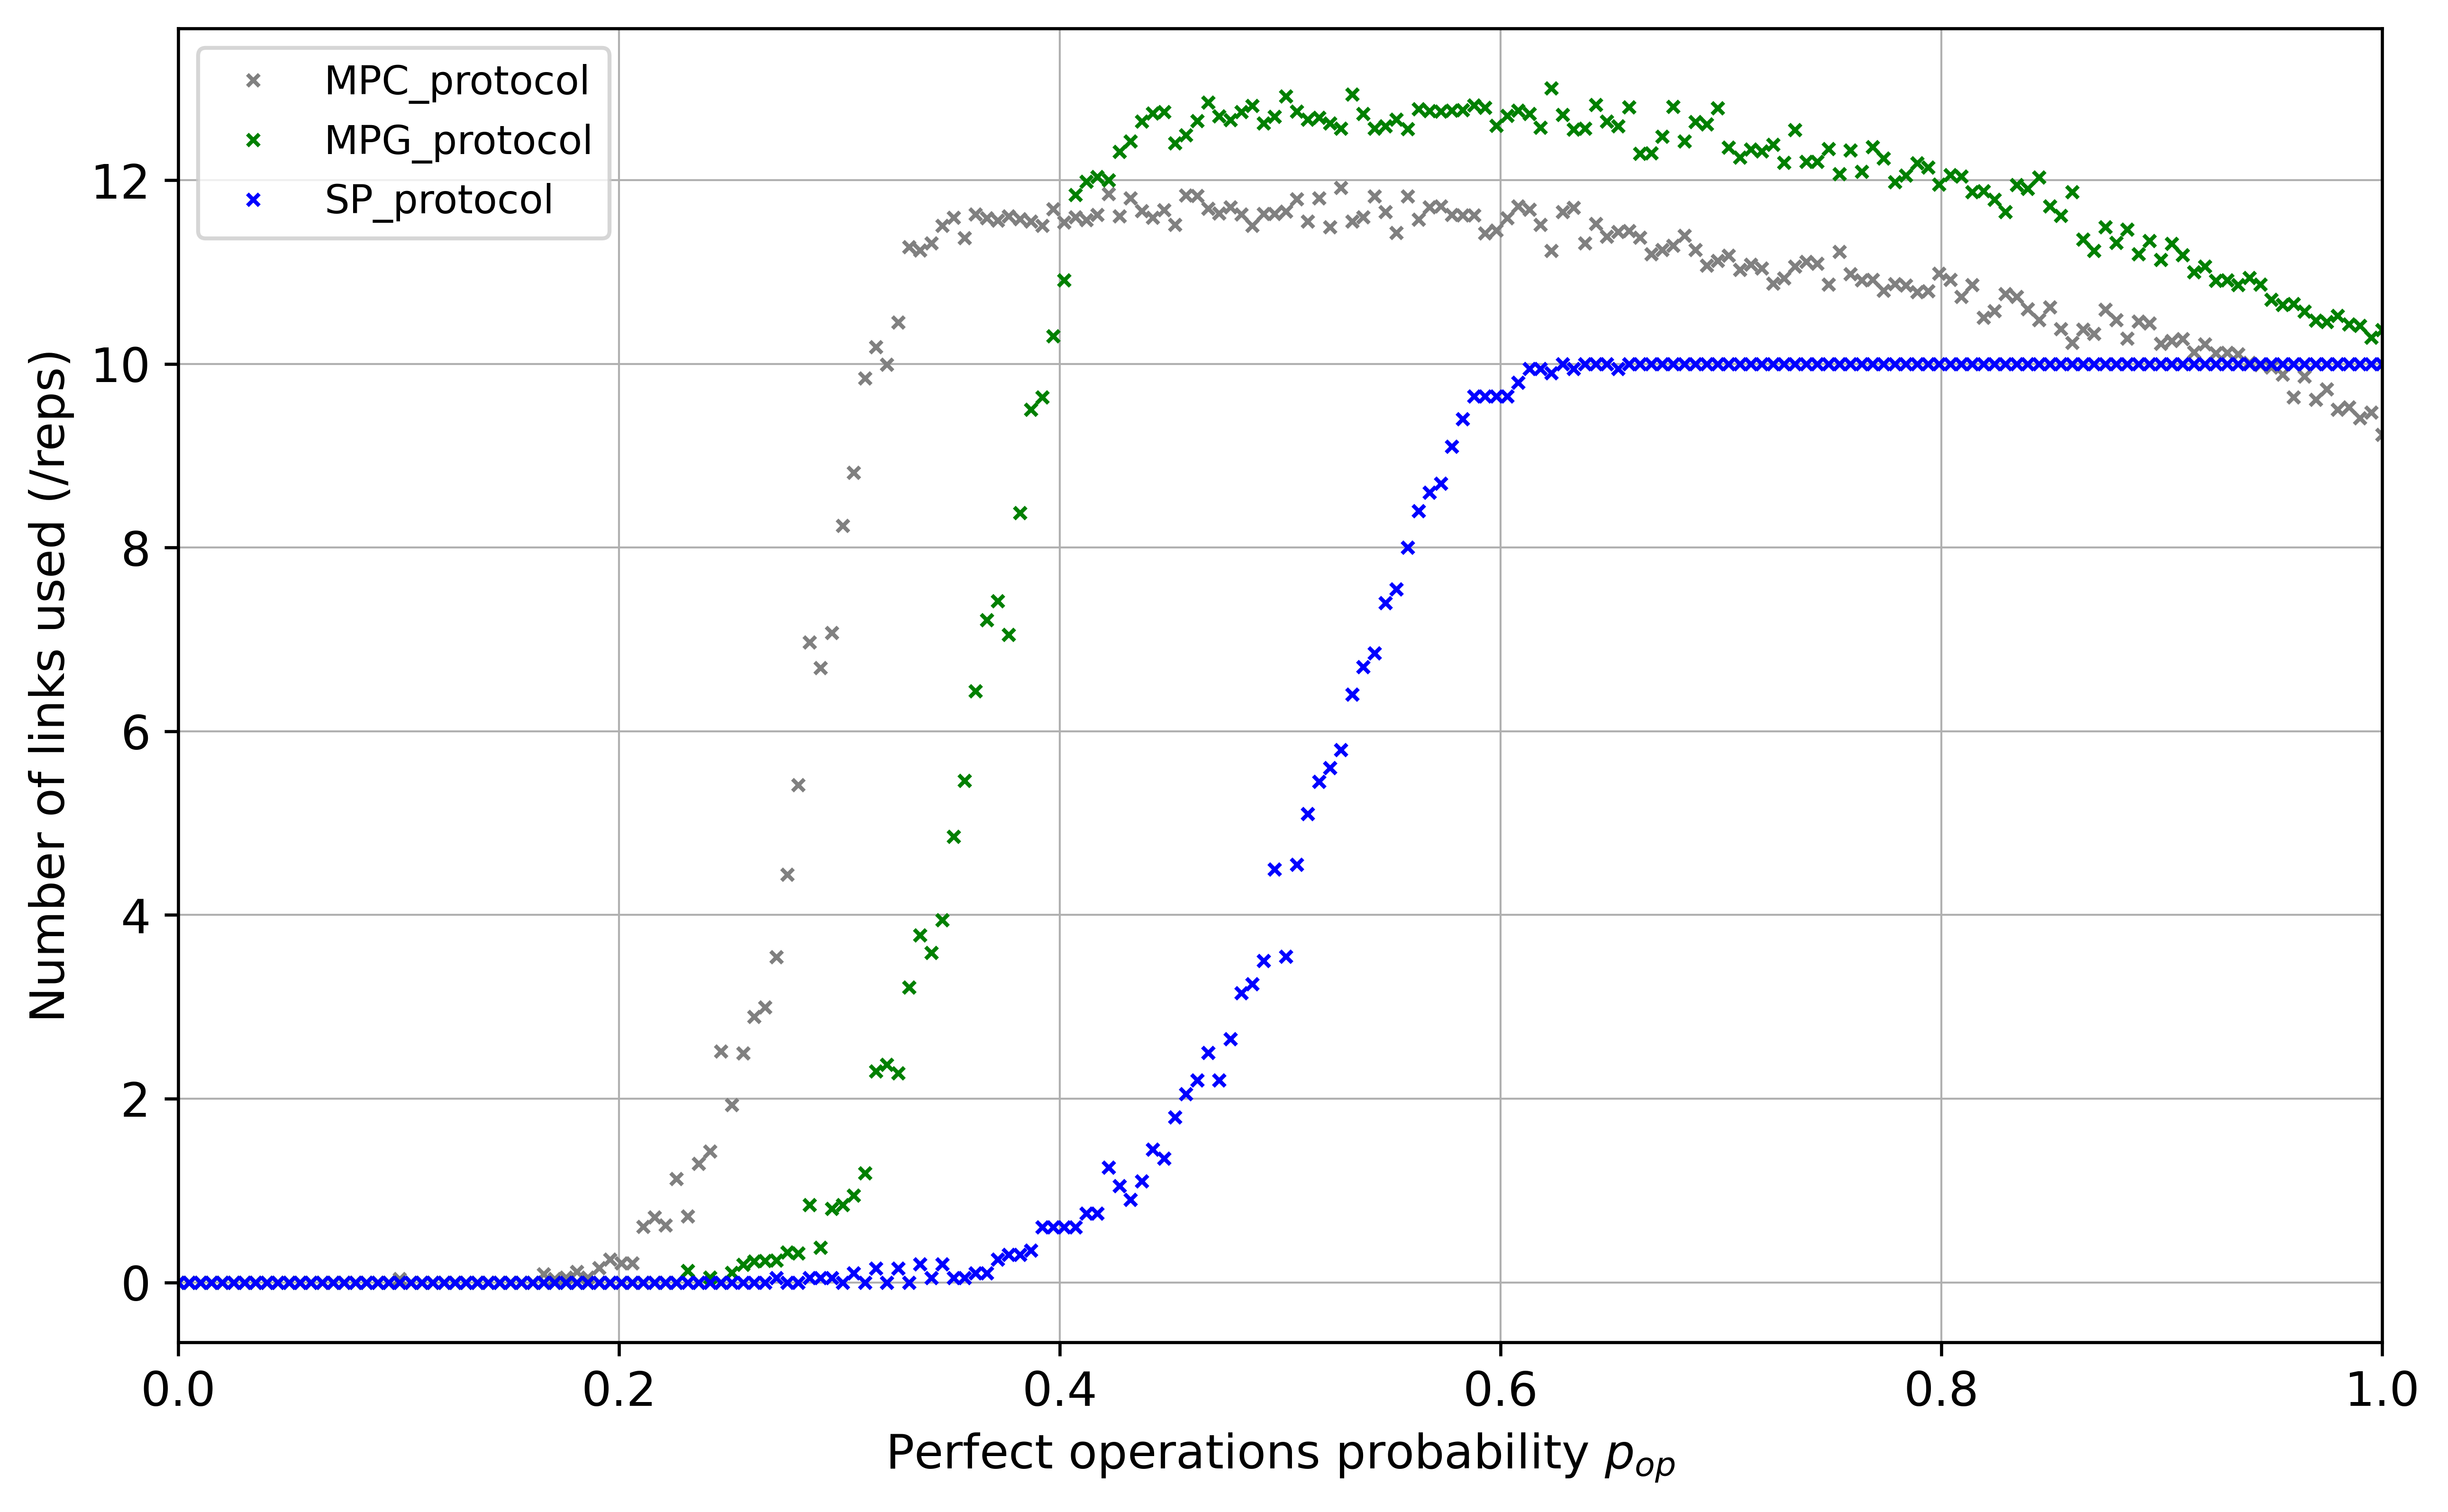 MPC_protocol
MPG_protocol
SP_protocol
Number of links used (/reps)
12
10
8
6
4
2
0
0.0 0.2 0.4 0.6 0.8 1.0
Perfect operations probability p_op